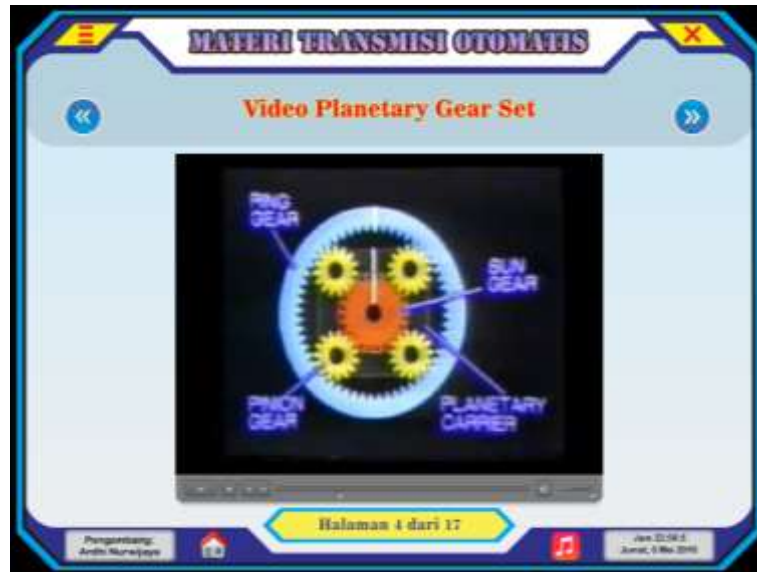 MATERI TRANSMISI OTOMATIS
Video Planetary Gear Set
RING
GEAR
SUN
GEAR
PINION
GEAR
PLANETARY
CARRIER
Halaman 4 dari 17
Pengembang:
Ardhi Nurwijaya